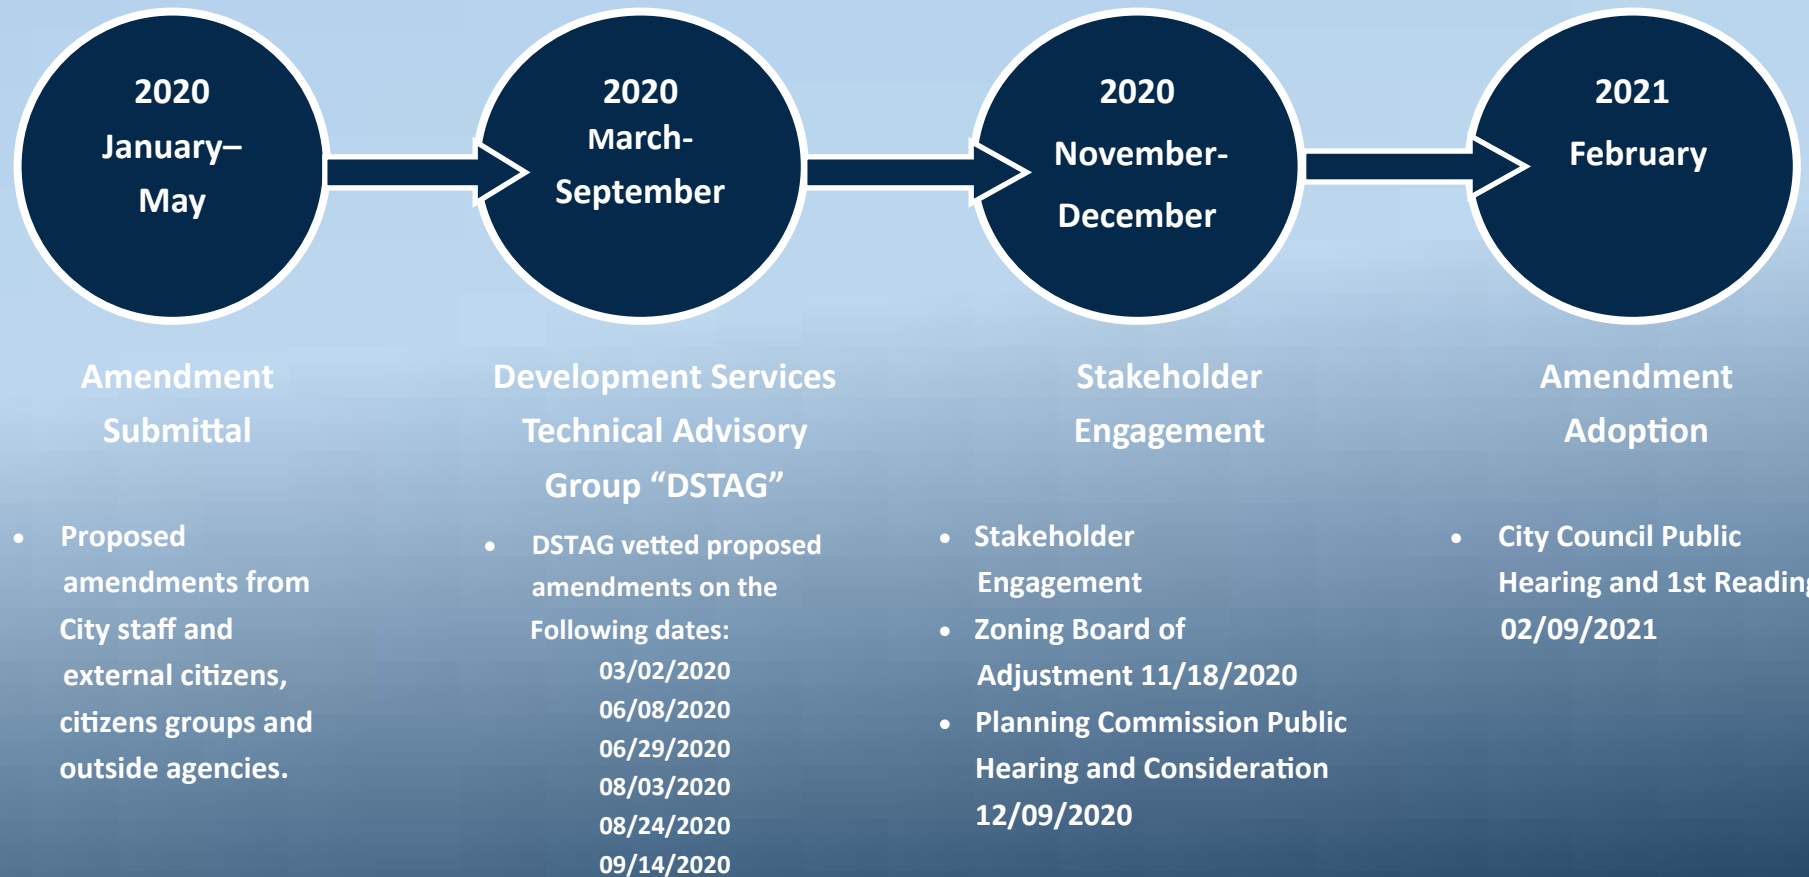 2020
January–
May
2020
March-
September
2020
November-
December
2021
February
Amendment
Submittal
• Proposed
amendments from
City staff and
external citizens,
citizens groups and
outside agencies.
Development Services
Technical Advisory
Group “DSTAG”
• DSTAG vetted proposed
amendments on the
Following dates:
03/02/2020
06/08/2020
06/29/2020
08/03/2020
08/24/2020
09/14/2020
Stakeholder
Engagement
• Stakeholder
Engagement
• Zoning Board of
Adjustment 11/18/2020
• Planning Commission Public
Hearing and Consideration
12/09/2020
Amendment
Adoption
• City Council Public
Hearing and 1st Reading
02/09/2021